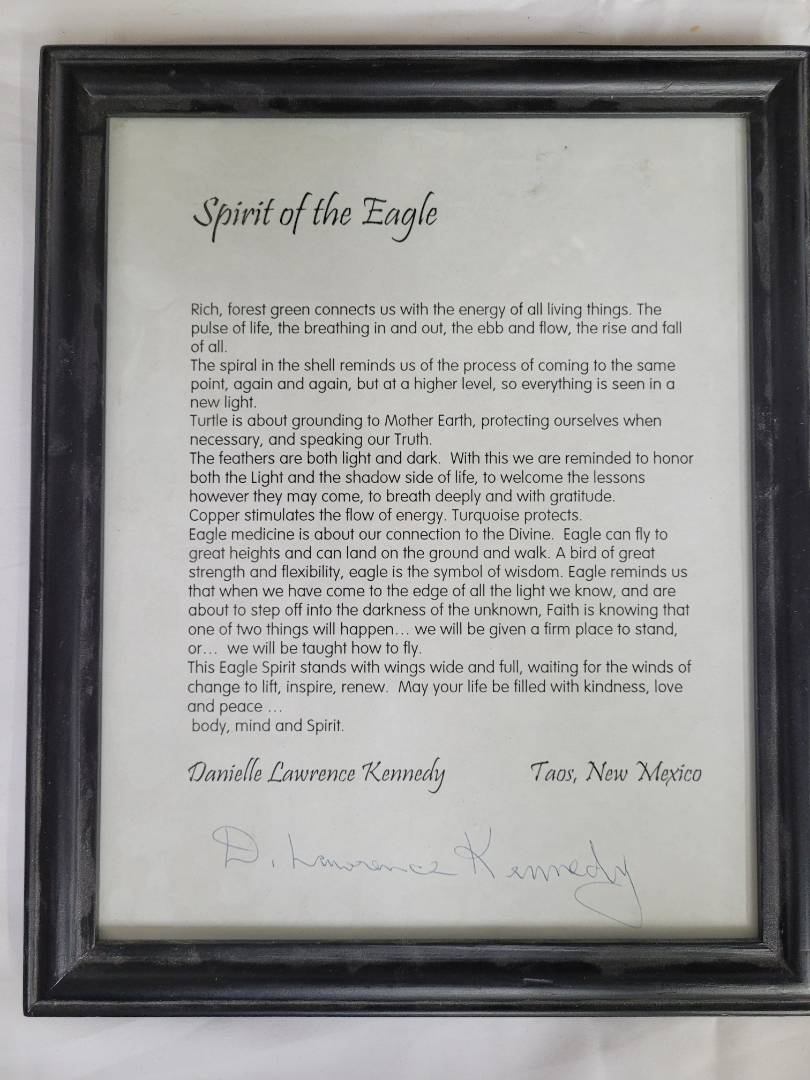 Spirit of the Eagle
Rich, forest green connects us with the energy of all living things. The
pulse of life, the breathing in and out, the ebb and flow, the rise and fall
of all.
The spiral in the shell reminds us of the process of coming to the same
point, again and again, but at a higher level, so everything is seen in a
new light.
Turtle is about grounding to Mother Earth, protecting ourselves when
necessary, and speaking our Truth.
The feathers are both light and dark.  With this we are reminded to honor
both the Light and the shadow side of life, to welcome the lessons
however they may come, to breath deeply and with gratitude.
Copper stimulates the flow of energy. Turquoise protects.
Eagle medicine is about our connection to the Divine.  Eagle can fly to
great heights and can land on the ground and walk. A bird of great
strength and flexibility, eagle is the symbol of wisdom. Eagle reminds us
that when we have come to the edge of all the light we know, and are
about to step off into the darkness of the unknown, Faith is knowing that
one of two things will happen... we will be given a firm place to stand,
or...  we will be taught how to fly.
This Eagle Spirit stands with wings wide and full, waiting for the winds of
change to lift, inspire, renew.  May your life be filled with kindness, love
and peace ...
body, mind and Spirit.
Danielle Lawrence Kennedy Taos, New Mexico
D. Lawrence Kennedy